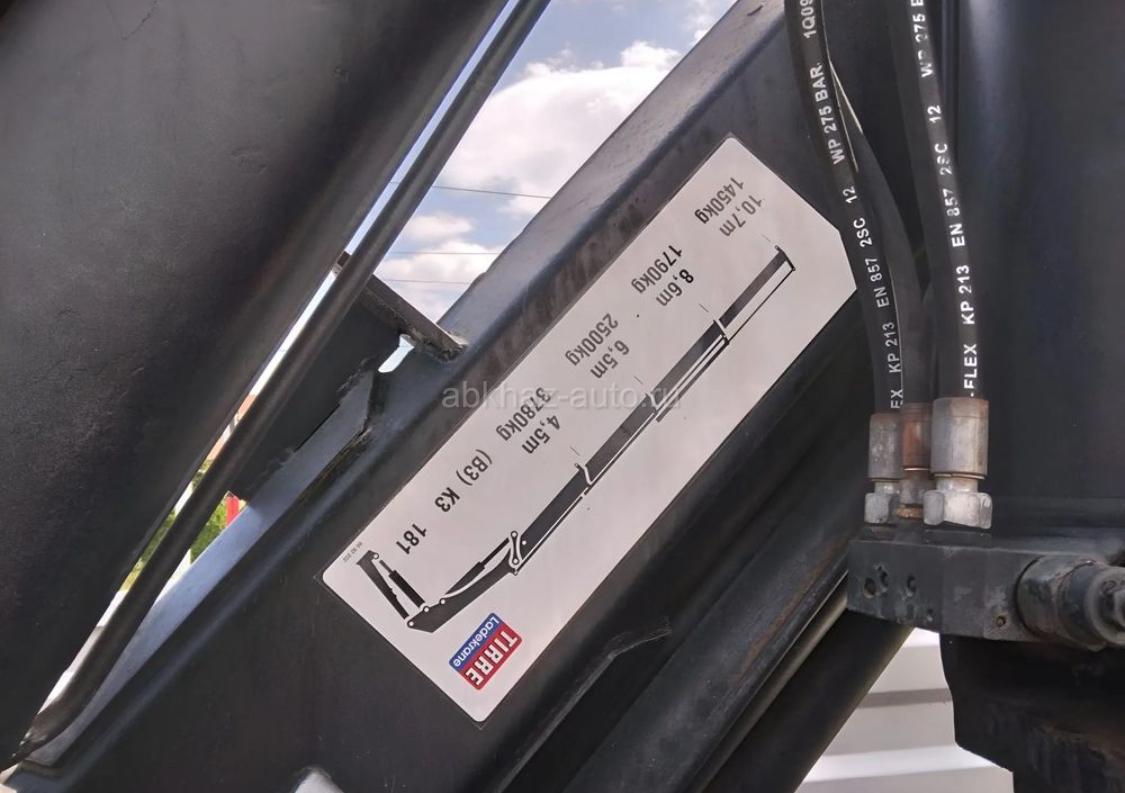 10,7m
1450kg
8,6m
1790kg
6,5m
2500kg
4,5m
3780kg
(B3) K3 181
TIRRE
Ladekrane
abkhaz-auto.ru
WP 275 BAR 1Q09
EX KP 213 EN 857 2SC 12
-FLEX KP 213 EN 857 2SC 12 WP 275 B